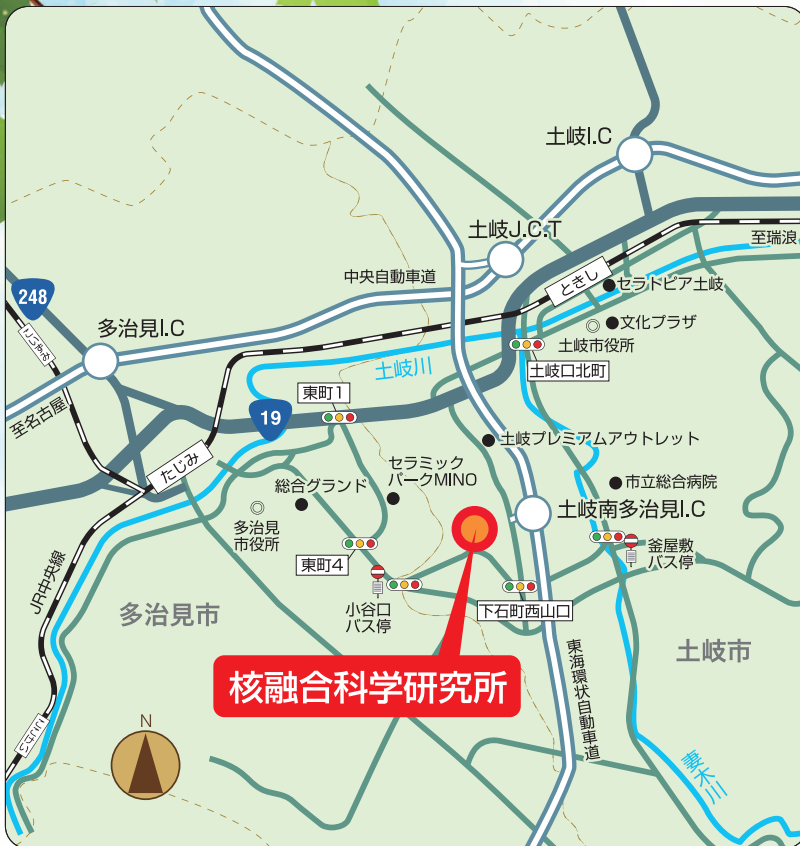 土岐I.C
土岐J.C.T
至瑞浪
中央自動車道
ときし
セラトピア土岐
248
文化プラザ
多治見I.C
土岐市役所
たいまみ
土岐川
土岐口北町
東町1
至名古屋
19
土岐プレミアムアウトレット
たじみ
セラミック
パークMINO
総合グランド
市立総合病院
土岐南多治見I.C
多治見
市役所
釜屋敷
バス停
東町4
JR中央線
小谷口
バス停
下石町西山口
多治見市
土岐市
東海環状自動車道
核融合科学研究所
ここけい
N
妻木川